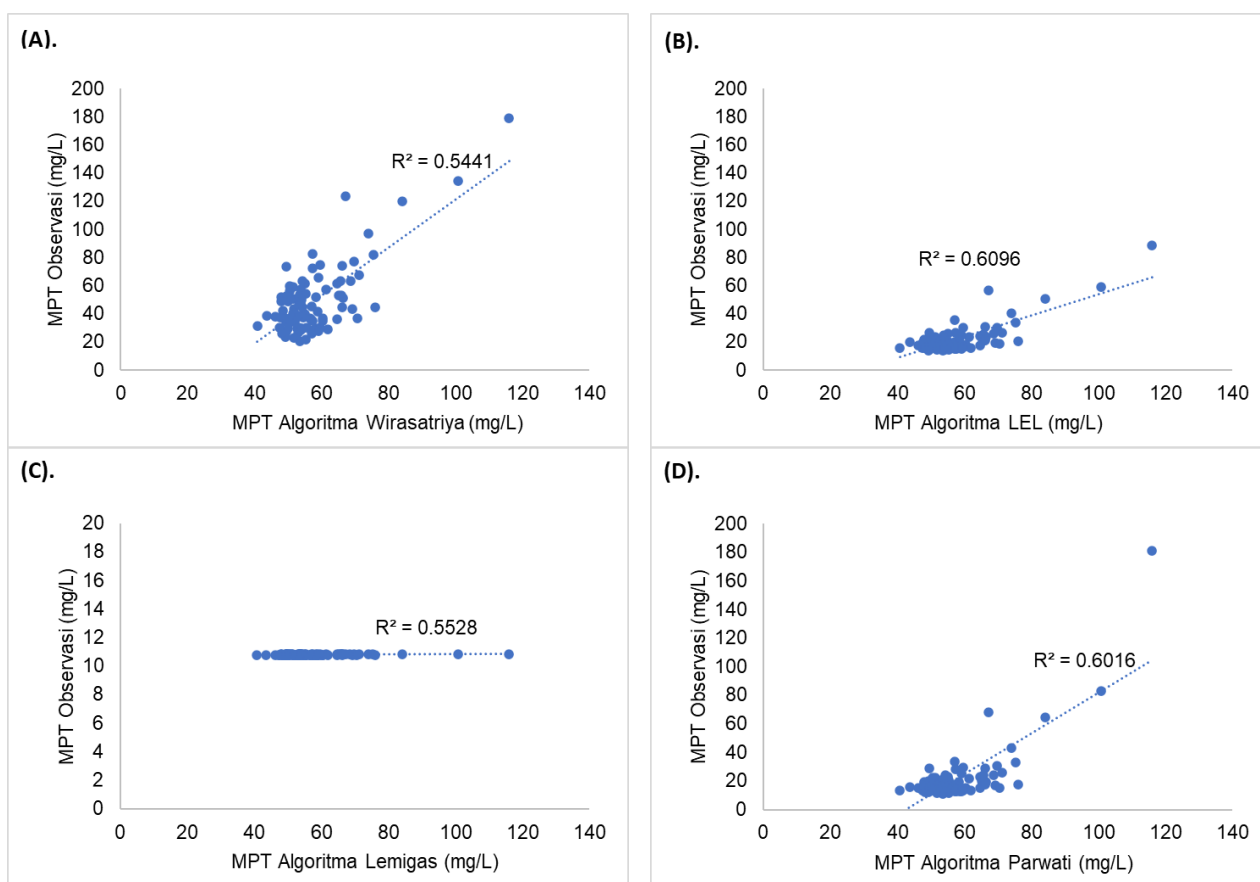 (A).
MPT Observasi (mg/L)
200
180
160
140
120
100
80
60
40
20
0
R² = 0.5441
0 20 40 60 80 100 120 140
MPT Algoritma Wirasatriya (mg/L)
(B).
MPT Observasi (mg/L)
200
180
160
140
120
100
80
60
40
20
0
R² = 0.6096
0 20 40 60 80 100 120 140
MPT Algoritma LEL (mg/L)
(C).
MPT Observasi (mg/L)
20
18
16
14
12
10
8
6
4
2
0
R² = 0.5528
0 20 40 60 80 100 120 140
MPT Algoritma Lemigas (mg/L)
(D).
MPT Observasi (mg/L)
200
180
160
140
120
100
80
60
40
20
0
R² = 0.6016
0 20 40 60 80 100 120 140
MPT Algoritma Parwati (mg/L)